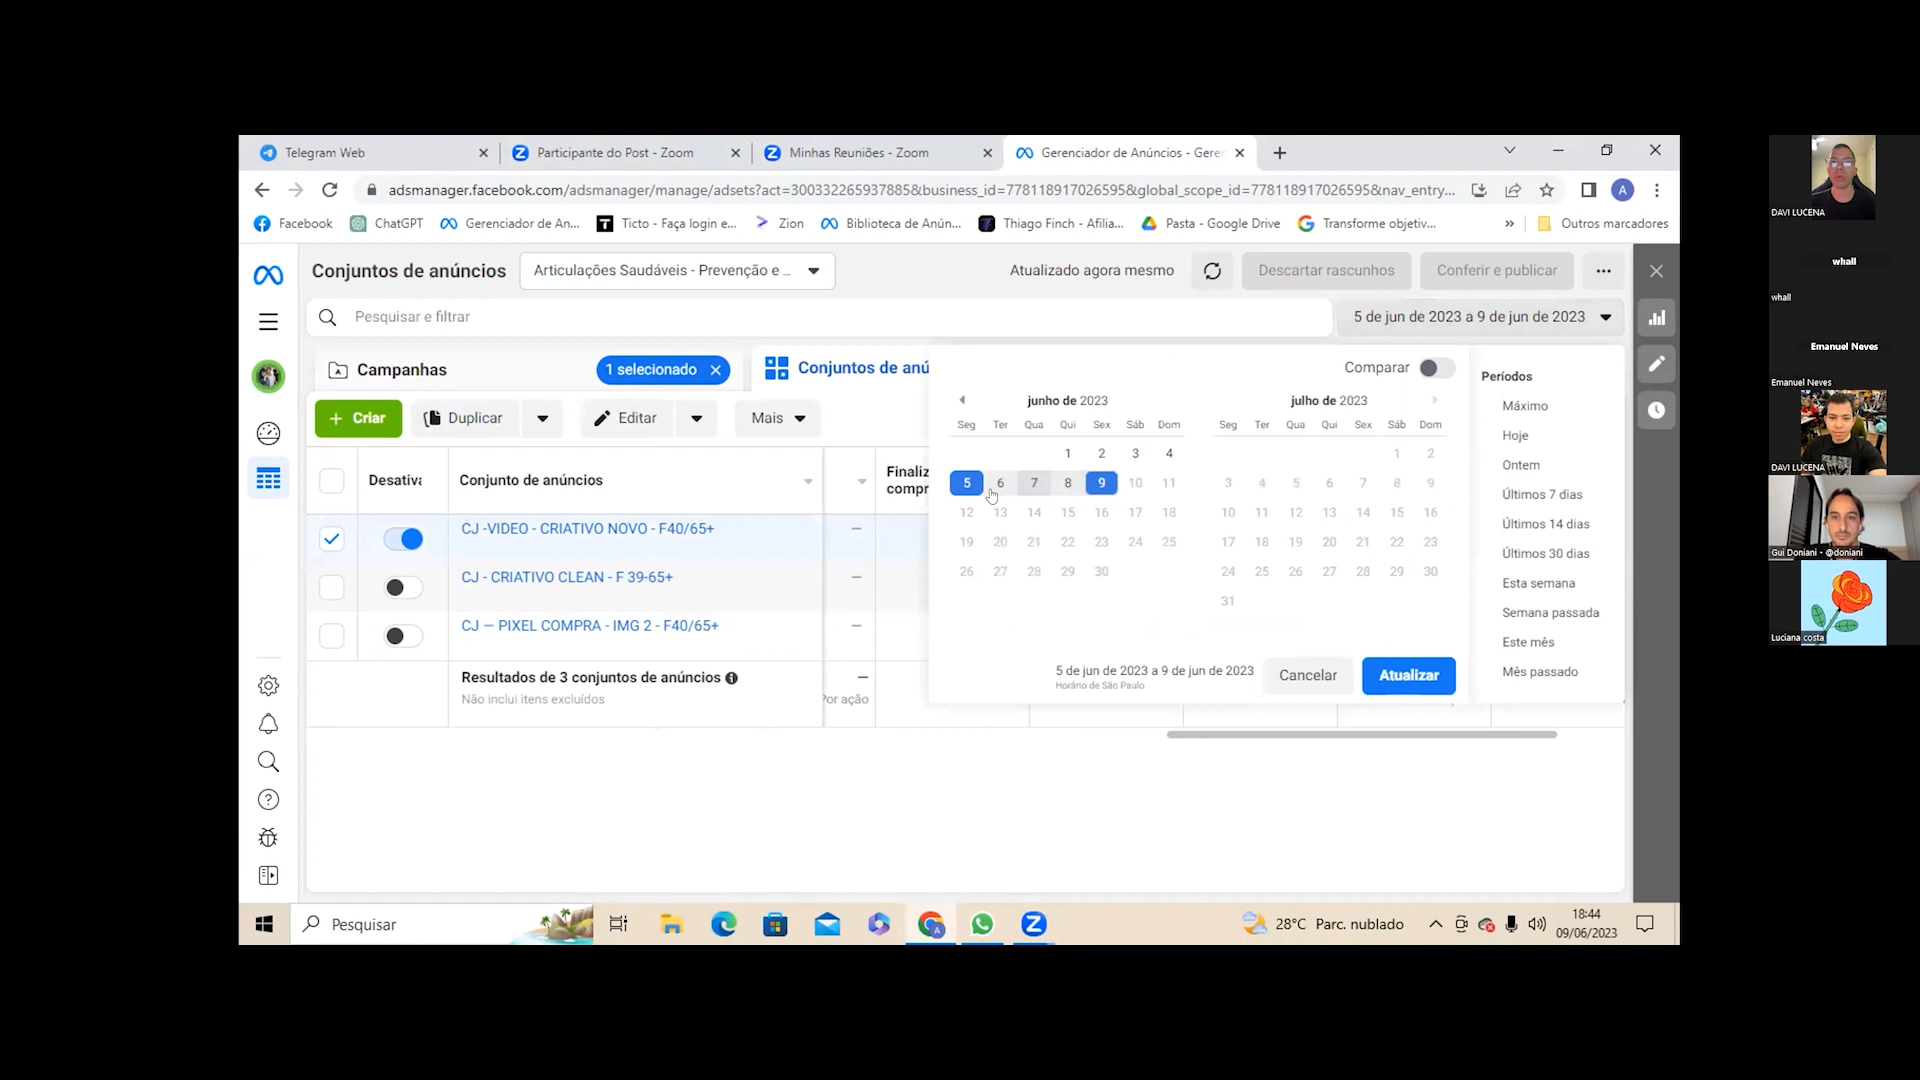 Telegram Web
Participante do Post - Zoom
Minhas Reuniões - Zoom
Gerenciador de Anúncios - Geren
adsmanager.facebook.com/adsmanager/manage/adsets?act=300332265937885&business_id=778118917026595&global_scope_id=778118917026595&nav_entry...
A
Facebook
ChatGPT
Gerenciador de An...
Ticto - Faça login e...
Zion
Biblioteca de Anún...
Thiago Finch - Afilia...
Pasta - Google Drive
Transforme objetiv...
»
Outros marcadores
Conjuntos de anúncios
Articulações Saudáveis - Prevenção e ...
Atualizado agora mesmo
Descartar rascunhos
Conferir e publicar
Pesquisar e filtrar
5 de jun de 2023 a 9 de jun de 2023
Campanhas
1 selecionado
Conjuntos de anú
Comparar
+ Criar
Duplicar
Editar
Mais
junho de 2023
julho de 2023
Seg Ter Qua Qui Sex Sáb Dom
Seg Ter Qua Qui Sex Sáb Dom
1 2 3 4
1 2
5 6 7 8 9 10 11
3 4 5 6 7 8 9
12 13 14 15 16 17 18
10 11 12 13 14 15 16
19 20 21 22 23 24 25
17 18 19 20 21 22 23
26 27 28 29 30
24 25 26 27 28 29 30
31
5 de jun de 2023 a 9 de jun de 2023
Horário de São Paulo
Cancelar
Atualizar
Períodos
Máximo
Hoje
Ontem
Últimos 7 dias
Últimos 14 dias
Últimos 30 dias
Esta semana
Semana passada
Este mês
Mês passado
Desativa
Conjunto de anúncios
Finaliz
compr
CJ -VIDEO - CRIATIVO NOVO - F40/65+
—
CJ - CRIATIVO CLEAN - F 39-65+
—
CJ — PIXEL COMPRA - IMG 2 - F40/65+
—
Resultados de 3 conjuntos de anúncios
—
Não inclui itens excluídos
Por ação
Pesquisar
28°C Parc. nublado
18:44
09/06/2023
DAVI LUCENA
whall
whall
Emanuel Neves
Emanuel Neves
DAVI LUCENA
Gui Doniani - @doniani
Luciana costa